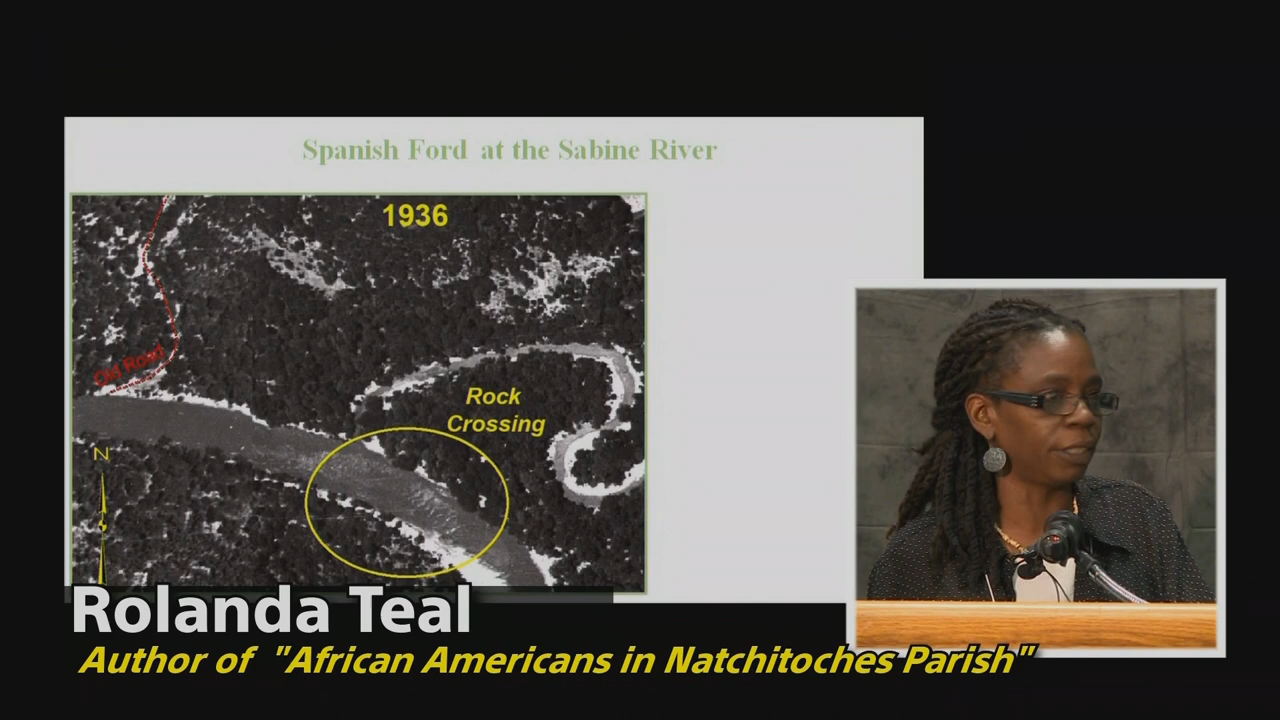 Spanish Ford at the Sabine River
1936
Old Road
Rock
Crossing
N
Rolanda Teal
Author of "African Americans in Natchitoches Parish"